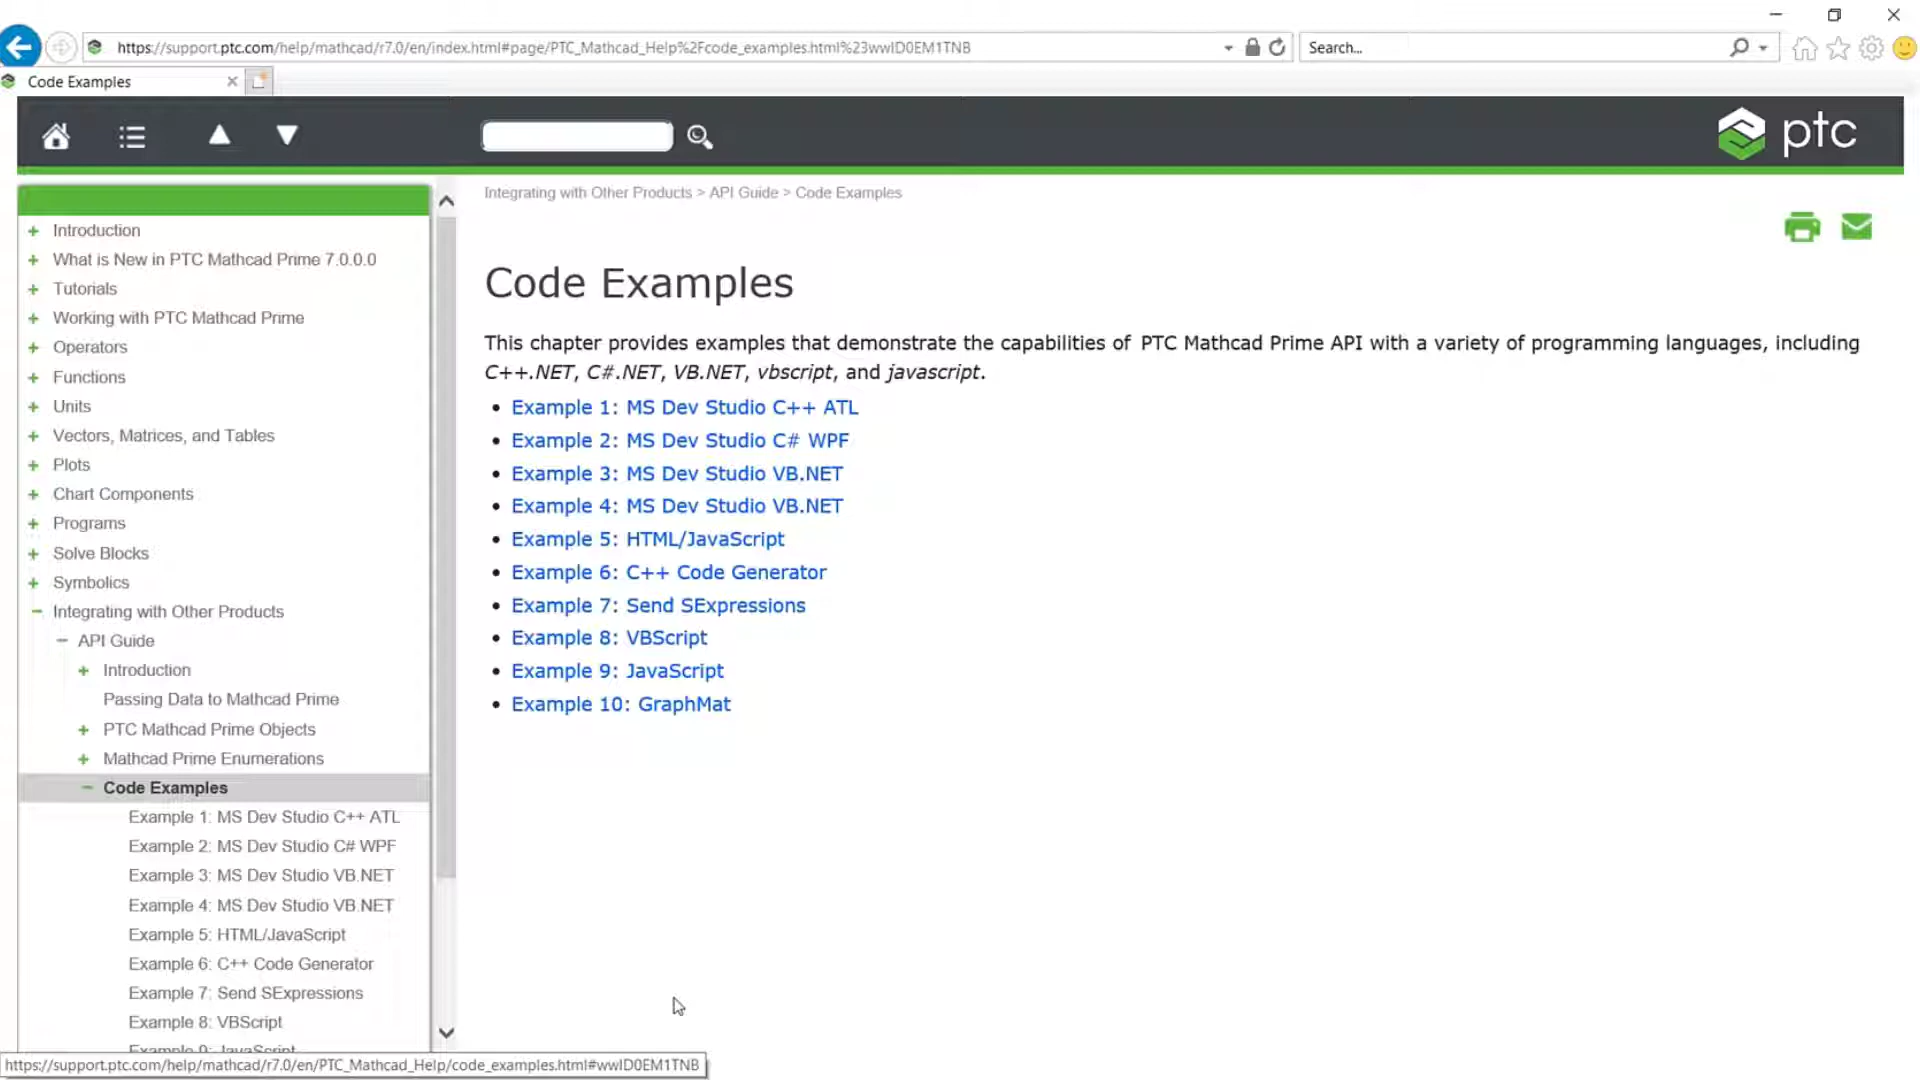 https://support.ptc.com/help/mathcad/r7.0/en/index.html#page/PTC_Mathcad_Help%2Fcode_examples.html%23wwID0EM1TNB
Search...
Code Examples
ptc
Introduction
What is New in PTC Mathcad Prime 7.0.0.0
Tutorials
Working with PTC Mathcad Prime
Operators
Functions
Units
Vectors, Matrices, and Tables
Plots
Chart Components
Programs
Solve Blocks
Symbolics
Integrating with Other Products
API Guide
Introduction
Passing Data to Mathcad Prime
PTC Mathcad Prime Objects
Mathcad Prime Enumerations
Code Examples
Example 1: MS Dev Studio C++ ATL
Example 2: MS Dev Studio C# WPF
Example 3: MS Dev Studio VB.NET
Example 4: MS Dev Studio VB.NET
Example 5: HTML/JavaScript
Example 6: C++ Code Generator
Example 7: Send SExpressions
Example 8: VBScript
Example 9: JavaScript
Integrating with Other Products > API Guide > Code Examples
Code Examples
This chapter provides examples that demonstrate the capabilities of PTC Mathcad Prime API with a variety of programming languages, including
C++.NET, C#.NET, VB.NET, vbscript, and javascript.
• Example 1: MS Dev Studio C++ ATL
• Example 2: MS Dev Studio C# WPF
• Example 3: MS Dev Studio VB.NET
• Example 4: MS Dev Studio VB.NET
• Example 5: HTML/JavaScript
• Example 6: C++ Code Generator
• Example 7: Send SExpressions
• Example 8: VBScript
• Example 9: JavaScript
• Example 10: GraphMat
https://support.ptc.com/help/mathcad/r7.0/en/PTC_Mathcad_Help/code_examples.html#wwID0EM1TNB